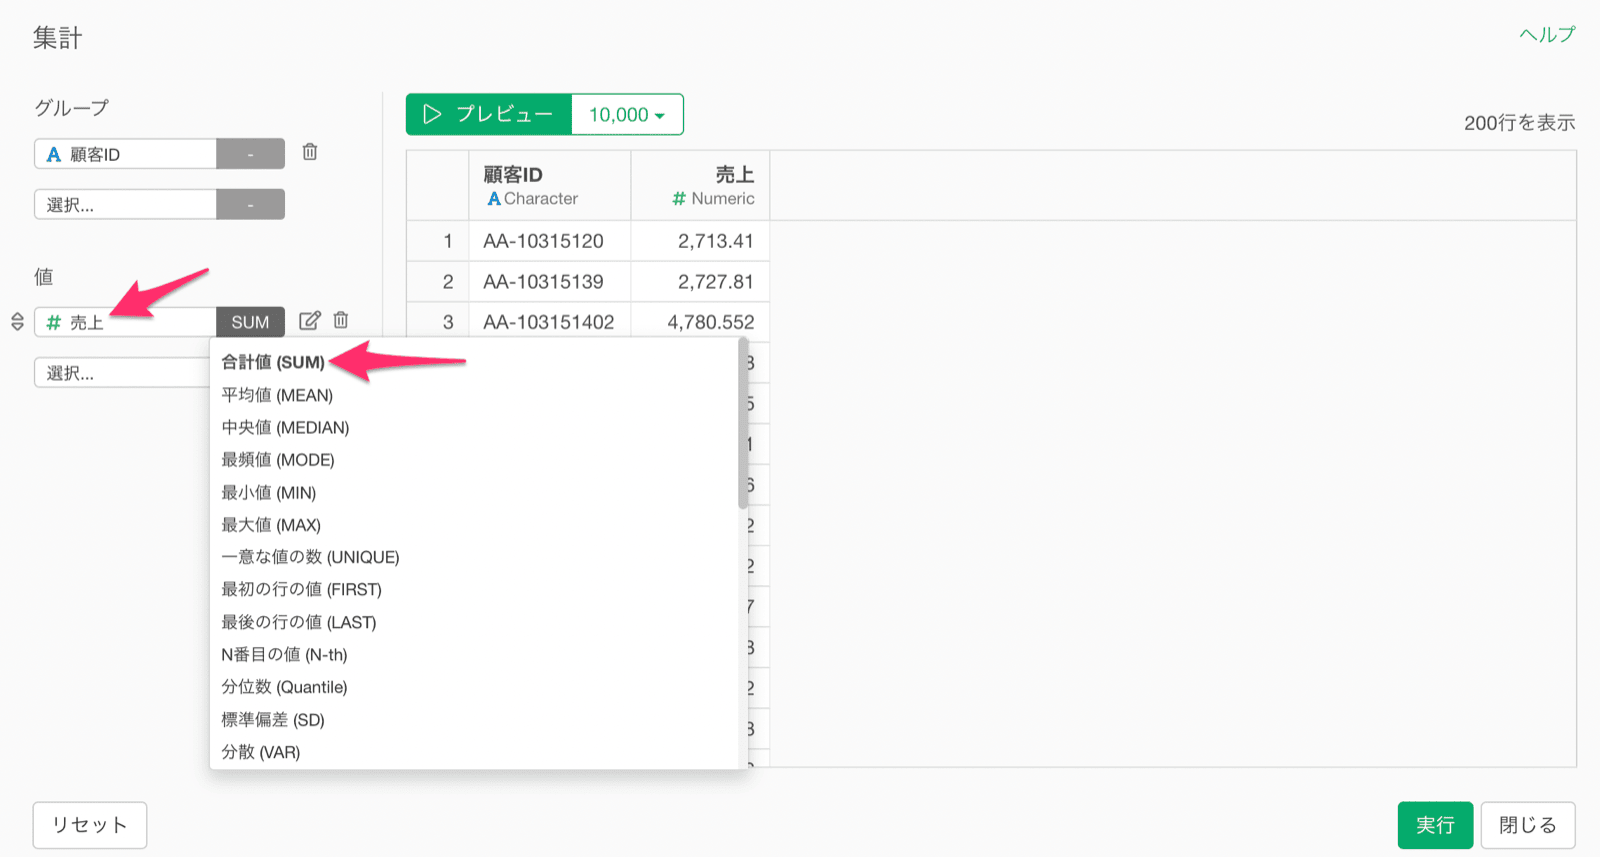 集計
ヘルプ
グループ
プレビュー 10,000
200行を表示
A 顧客ID -
選択... -
顧客ID 売上
A Character # Numeric
1 AA-10315120 2,713.41
2 AA-10315139 2,727.81
3 AA-103151402 4,780.552
値
# 売上 SUM
選択...
合計値 (SUM)
平均値 (MEAN)
中央値 (MEDIAN)
最頻値 (MODE)
最小値 (MIN)
最大値 (MAX)
一意な値の数 (UNIQUE)
最初の行の値 (FIRST)
最後の行の値 (LAST)
N番目の値 (N-th)
分位数 (Quantile)
標準偏差 (SD)
分散 (VAR)
リセット
実行
閉じる